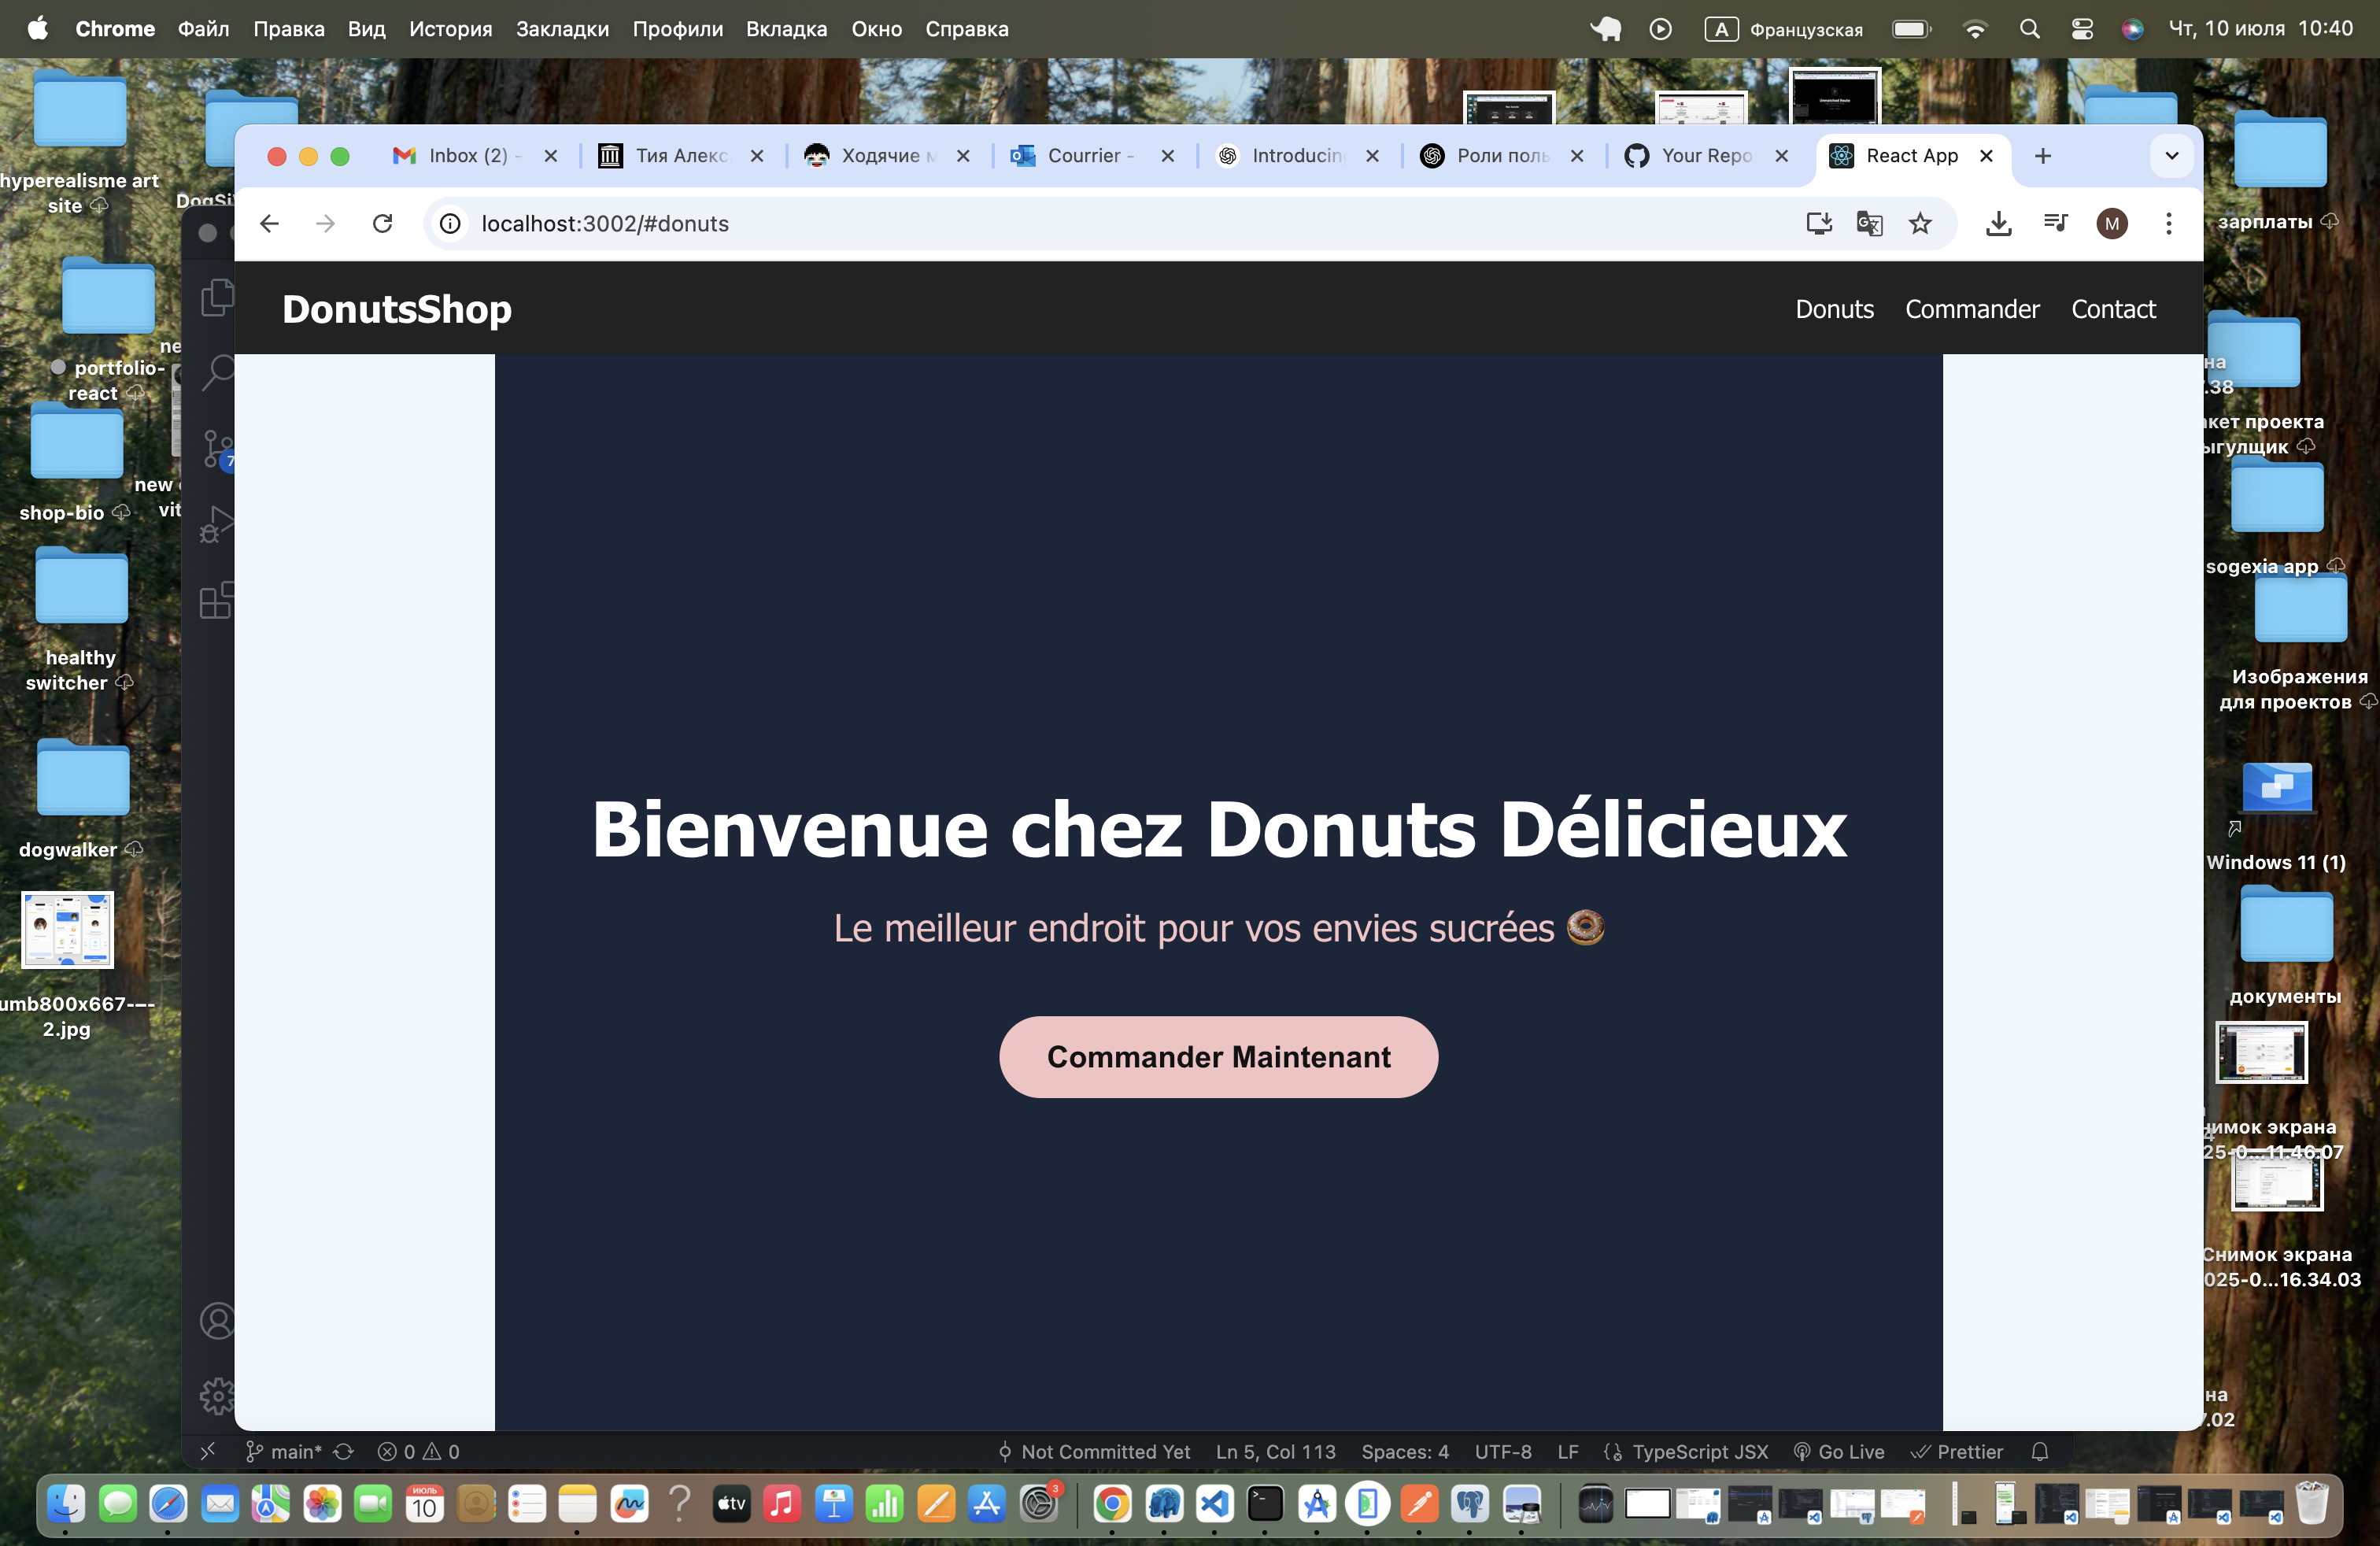 Chrome Файл Правка Вид История Закладки Профили Вкладка Окно Справка
A Французская Чт, 10 июля 10:40
Inbox (2) -
Тия Алекс
Ходячие
Courrier -
Introducing
Роли поль
Your Repo
React App
localhost:3002/#donuts
M
DonutsShop
Donuts Commander Contact
Bienvenue chez Donuts Délicieux
Le meilleur endroit pour vos envies sucrées
Commander Maintenant
hyperealisme art
site
portfolio-
react
shop-bio
new
healthy
switcher
dogwalker
umb800x667-—-
2.jpg
7
зарплаты
на
.38
акет проекта
ыгулщик
sogexia app
Изображения
для проектов
Windows 11 (1)
документы
нимок экрана
25-0...11.46.07
Снимок экрана
025-0...16.34.03
на
7.02
main* 0 0
Not Committed Yet Ln 5, Col 113 Spaces: 4 UTF-8 LF TypeScript JSX Go Live Prettier
ИЮЛЬ
10
tv
3